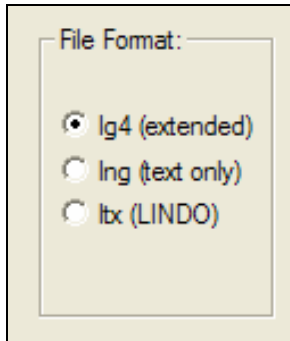 File Format:
lg4 (extended)
lng (text only)
ltx (LINDO)